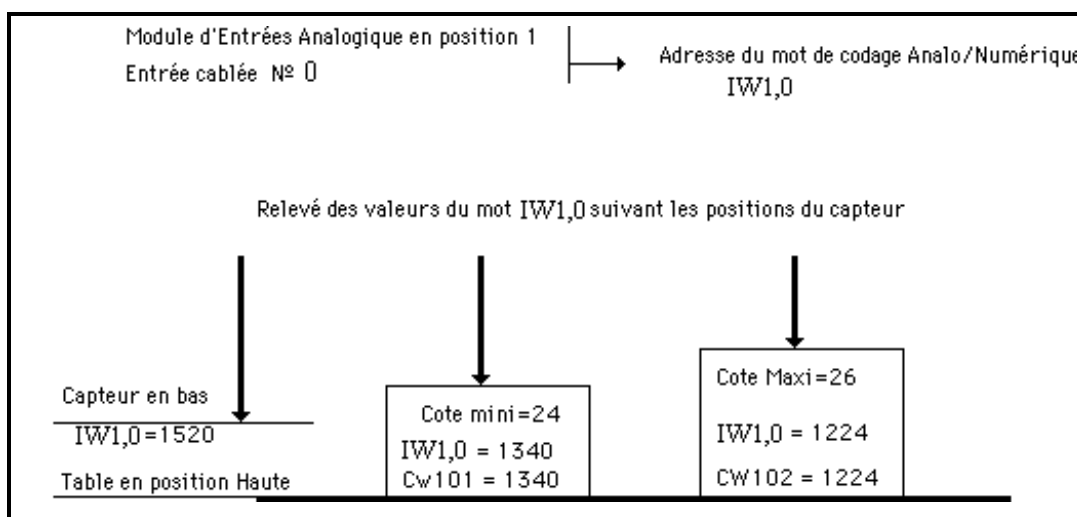 Module d'Entrées Analogique en position 1
Entrée cablée Nº 0
Adresse du mot de codage Analo/Numérique
IW1,0
Relevé des valeurs du mot IW1,0 suivant les positions du capteur
Capteur en bas
IW1,0=1520
Table en position Haute
Cote mini=24
IW1,0 = 1340
Cw101 = 1340
Cote Maxi=26
IW1,0 = 1224
CW102 = 1224